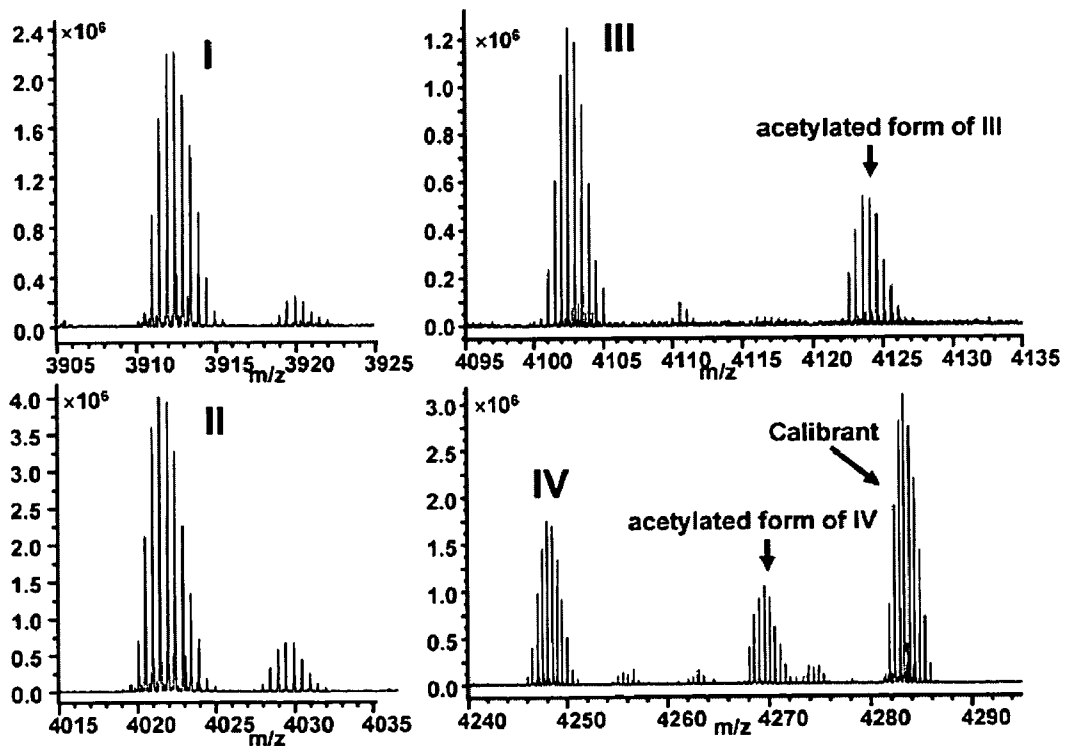 ×10⁶
I
2.4
2.0
1.6
1.2
0.8
0.4
0.0
3905 3910 3915 3920 3925
m/z
×10⁶
III
1.2
1.0
0.8
0.6
0.4
0.2
0.0
acetylated form of III
4095 4100 4105 4110 4115 4120 4125 4130 4135
m/z
×10⁶
II
4.0
3.5
3.0
2.5
2.0
1.5
1.0
0.5
0.0
4015 4020 4025 4030 4035
m/z
×10⁶
3.0
2.5
2.0
1.5
1.0
0.5
0.0
Calibrant
IV
acetylated form of IV
4240 4250 4260 4270 4280 4290
m/z